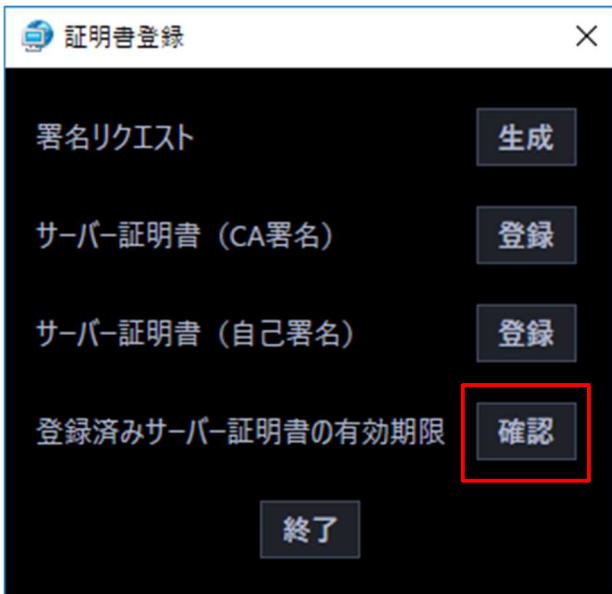 証明書登録
署名リクエスト 生成
サーバー証明書（CA署名） 登録
サーバー証明書（自己署名） 登録
登録済みサーバー証明書の有効期限 確認
終了